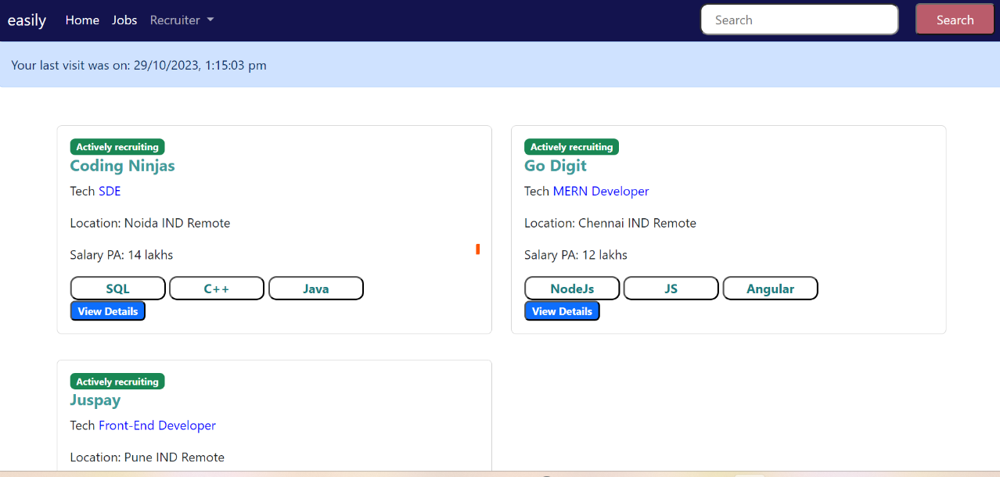 easily Home Jobs Recruiter Search Search
Your last visit was on: 29/10/2023, 1:15:03 pm
Actively recruiting
Coding Ninjas
Tech SDE
Location: Noida IND Remote
Salary PA: 14 lakhs
SQL C++ Java
View Details
Actively recruiting
Go Digit
Tech MERN Developer
Location: Chennai IND Remote
Salary PA: 12 lakhs
NodeJs JS Angular
View Details
Actively recruiting
Juspay
Tech Front-End Developer
Location: Pune IND Remote